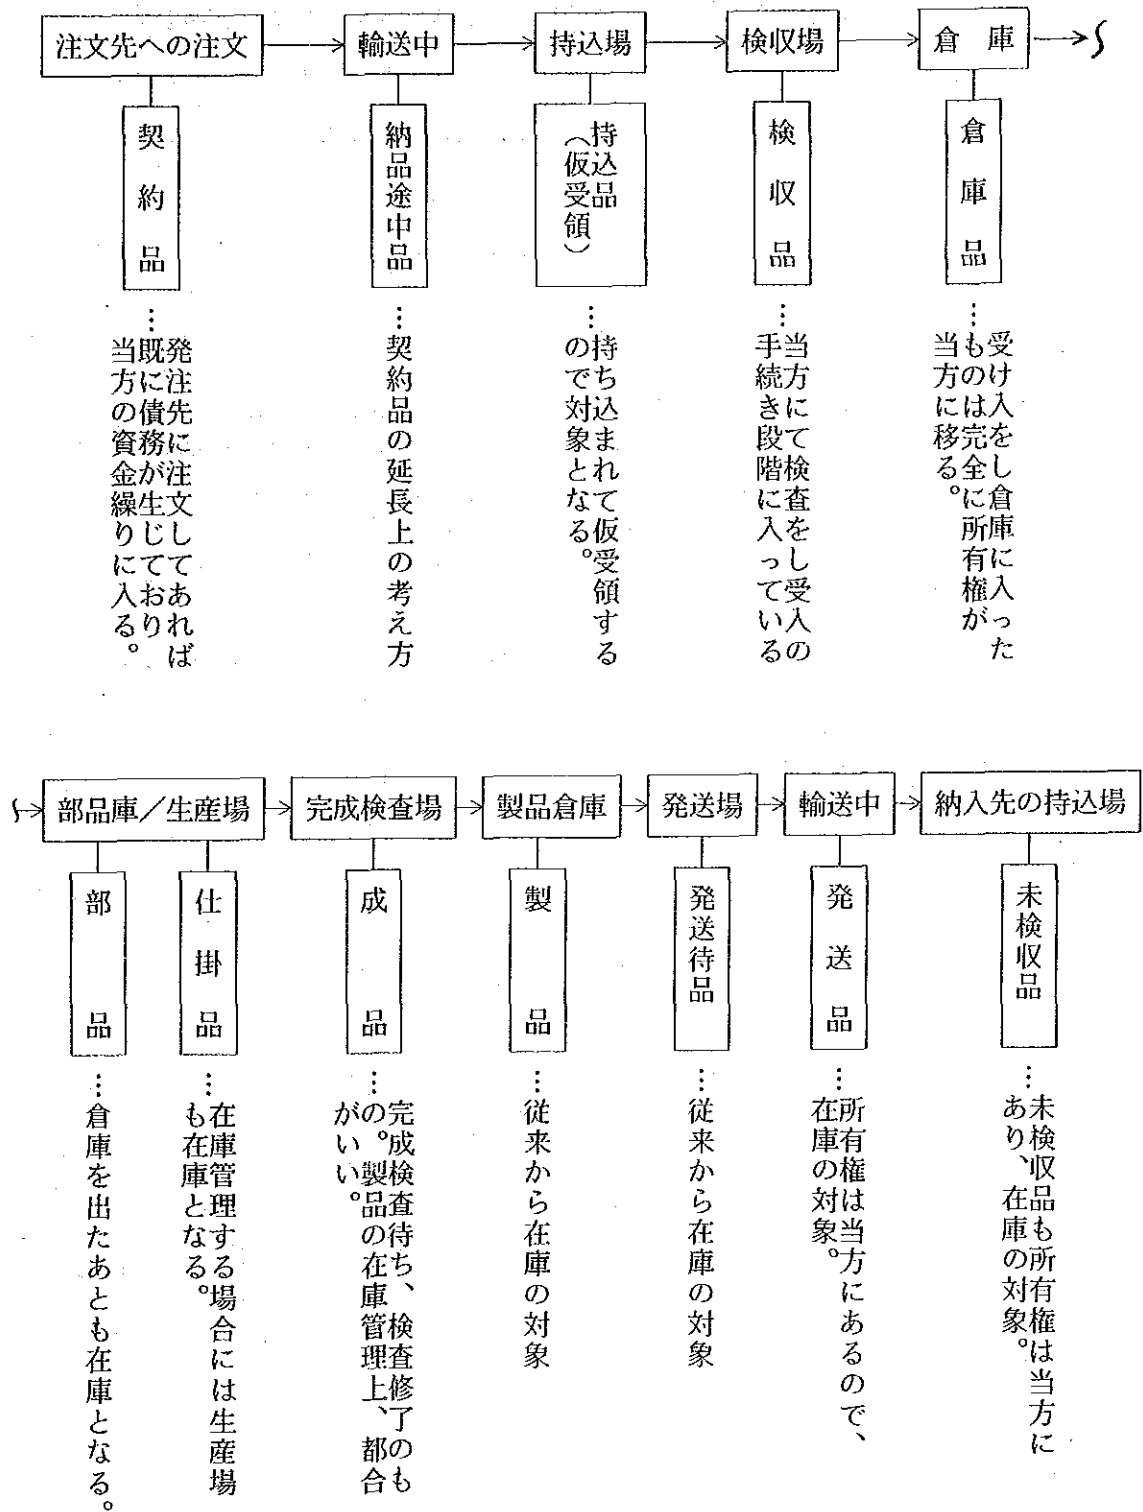 注文先への注文
輸送中
持込場
検収場
倉庫
契約品
納品途中品
持込品
（仮受領）
検収品
倉庫品
…発注先に注文してあれば
既に債務が生じており
当方の資金繰りに入る。
…契約品の延長上の考え方
…持ち込まれて仮受領する
ので対象となる。
…当方にて検査をし受入の
手続き段階に入っている
…受け入をし倉庫に入った
ものは完全に所有権が
当方に移る。
部品庫／生産場
完成検査場
製品倉庫
発送場
輸送中
納入先の持込場
部品
仕掛品
成品
製品
発送待品
発送品
未検収品
…倉庫を出たあとも在庫となる。
…在庫管理する場合には生産場
も在庫となる。
…完成検査待ち、検査修了のも
の。製品の在庫管理上、都合
がいい。
…従来から在庫の対象
…従来から在庫の対象
…所有権は当方にあるので、
在庫の対象。
…未検収品も所有権は当方に
あり、在庫の対象。